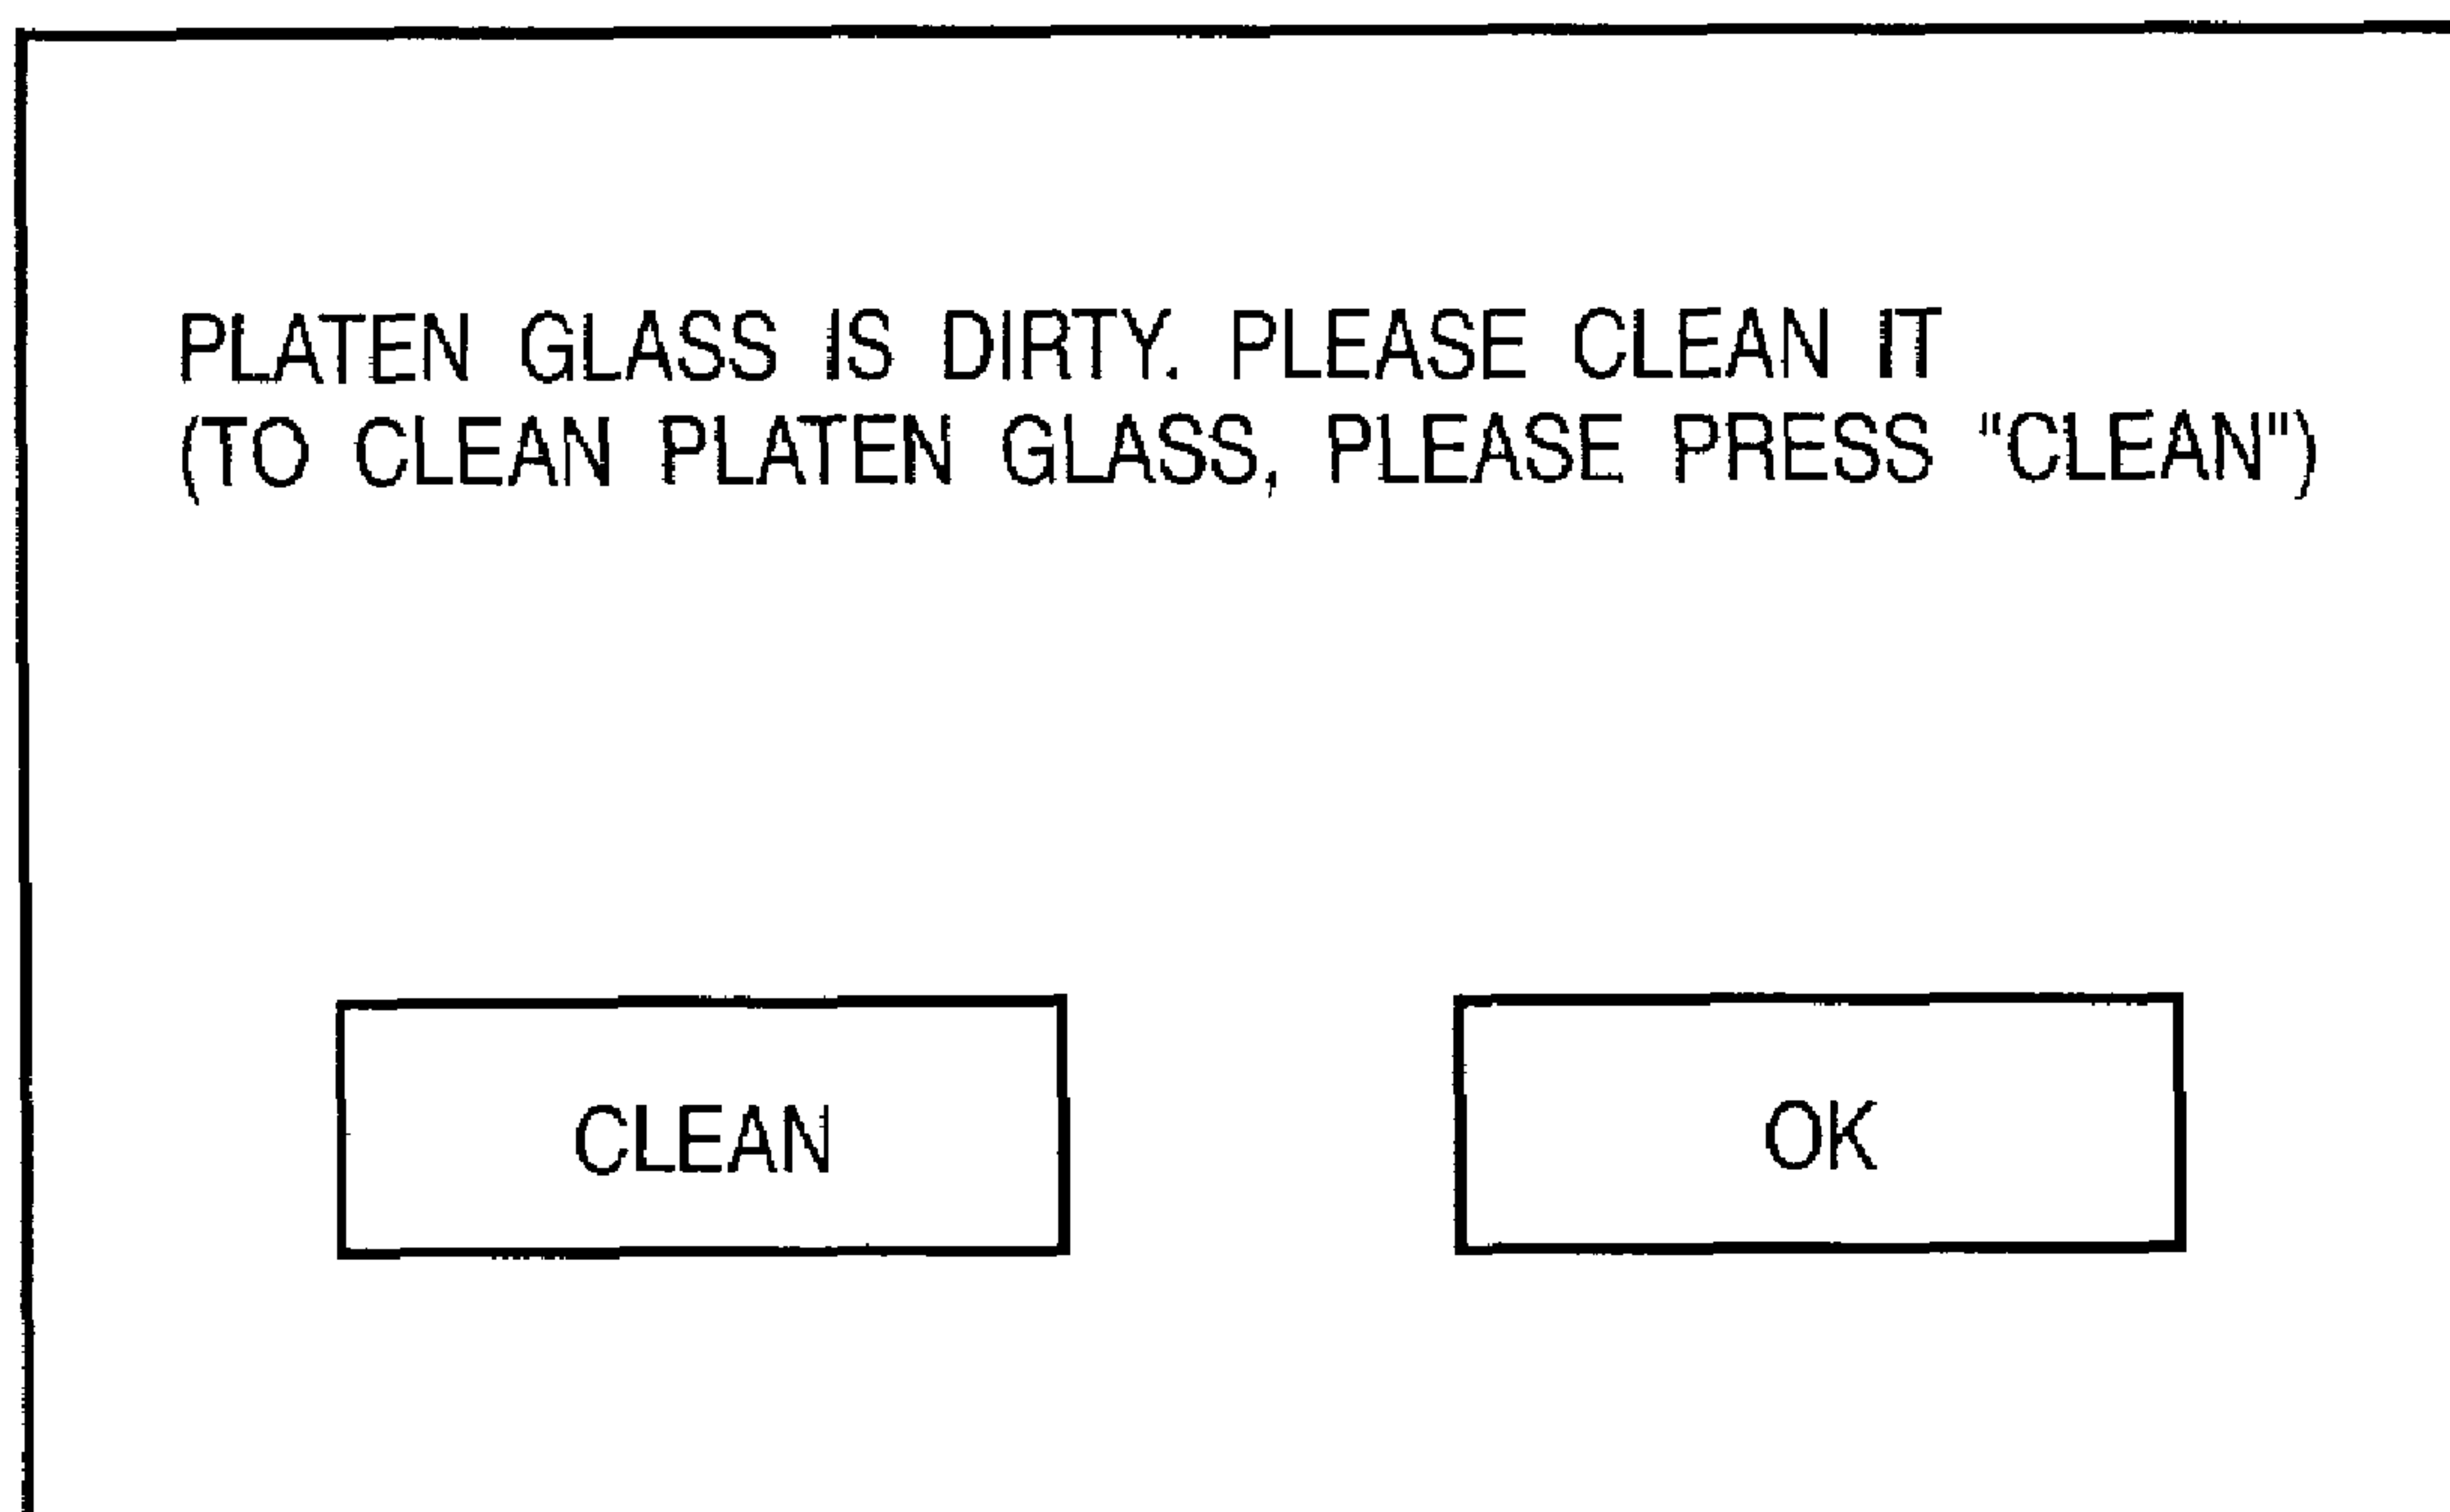 PLATEN GLASS IS DIRTY. PLEASE CLEAN IT
(TO CLEAN PLATEN GLASS, PLEASE PRESS "CLEAN")
CLEAN
OK